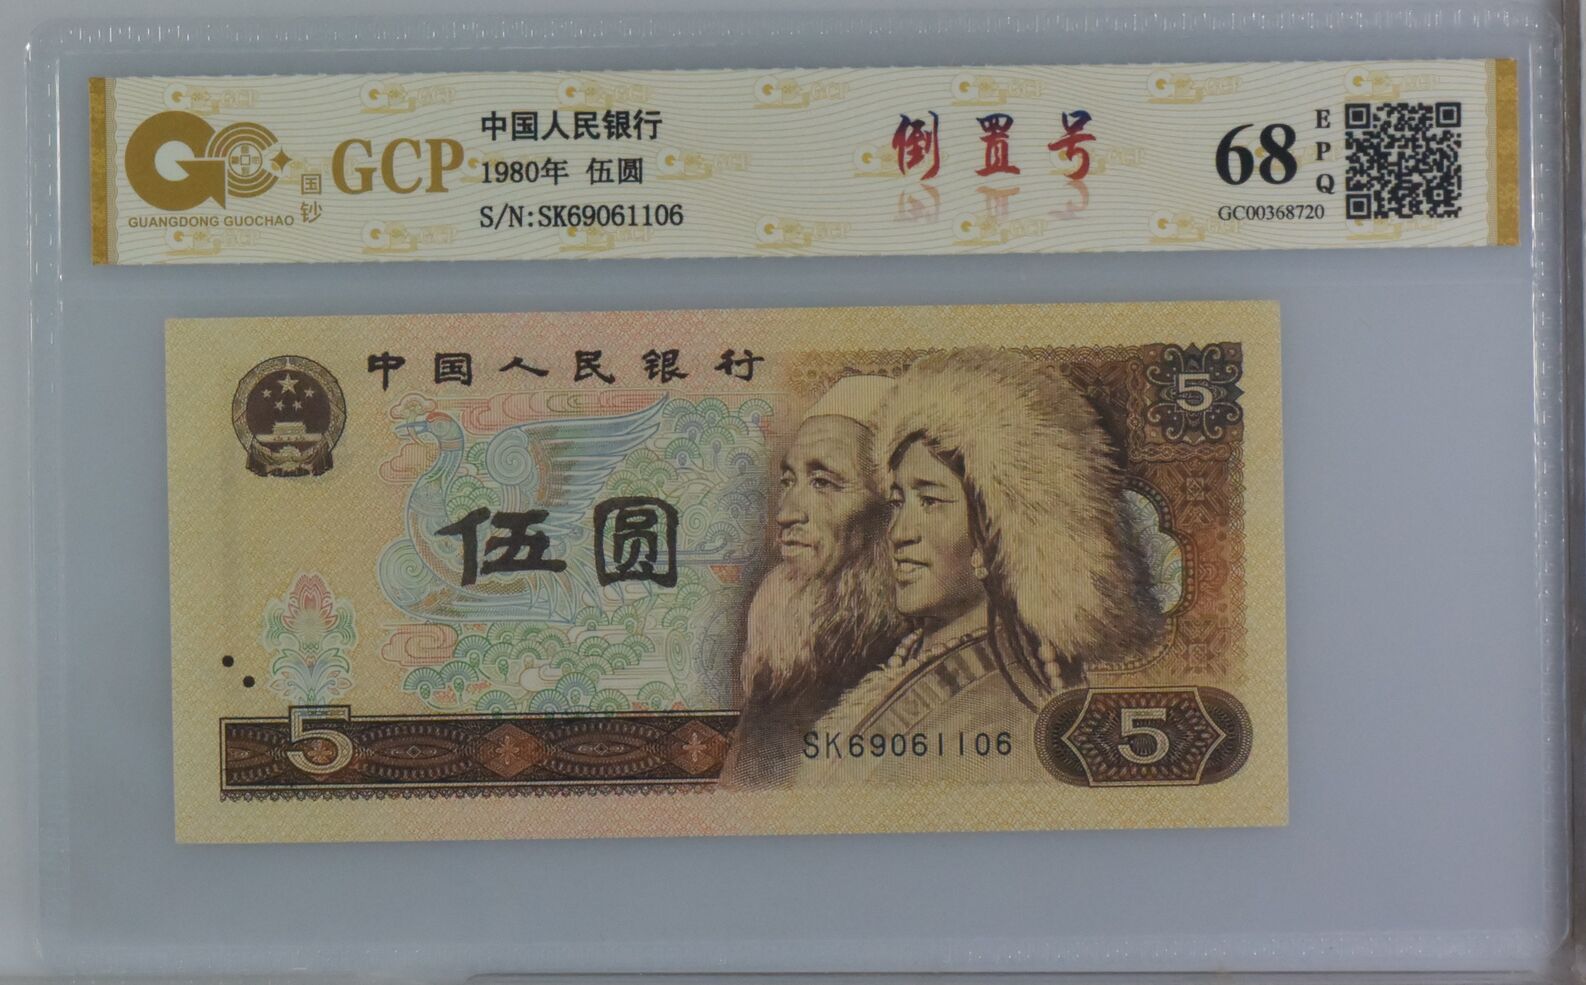 GUANGDONG GUOCHAO
国钞
GCP
中国人民银行
1980年 伍圆
S/N:SK69061106
倒置号
68
EPQ
GC00368720
中国人民银行
5
伍圆
5
SK69061106
5